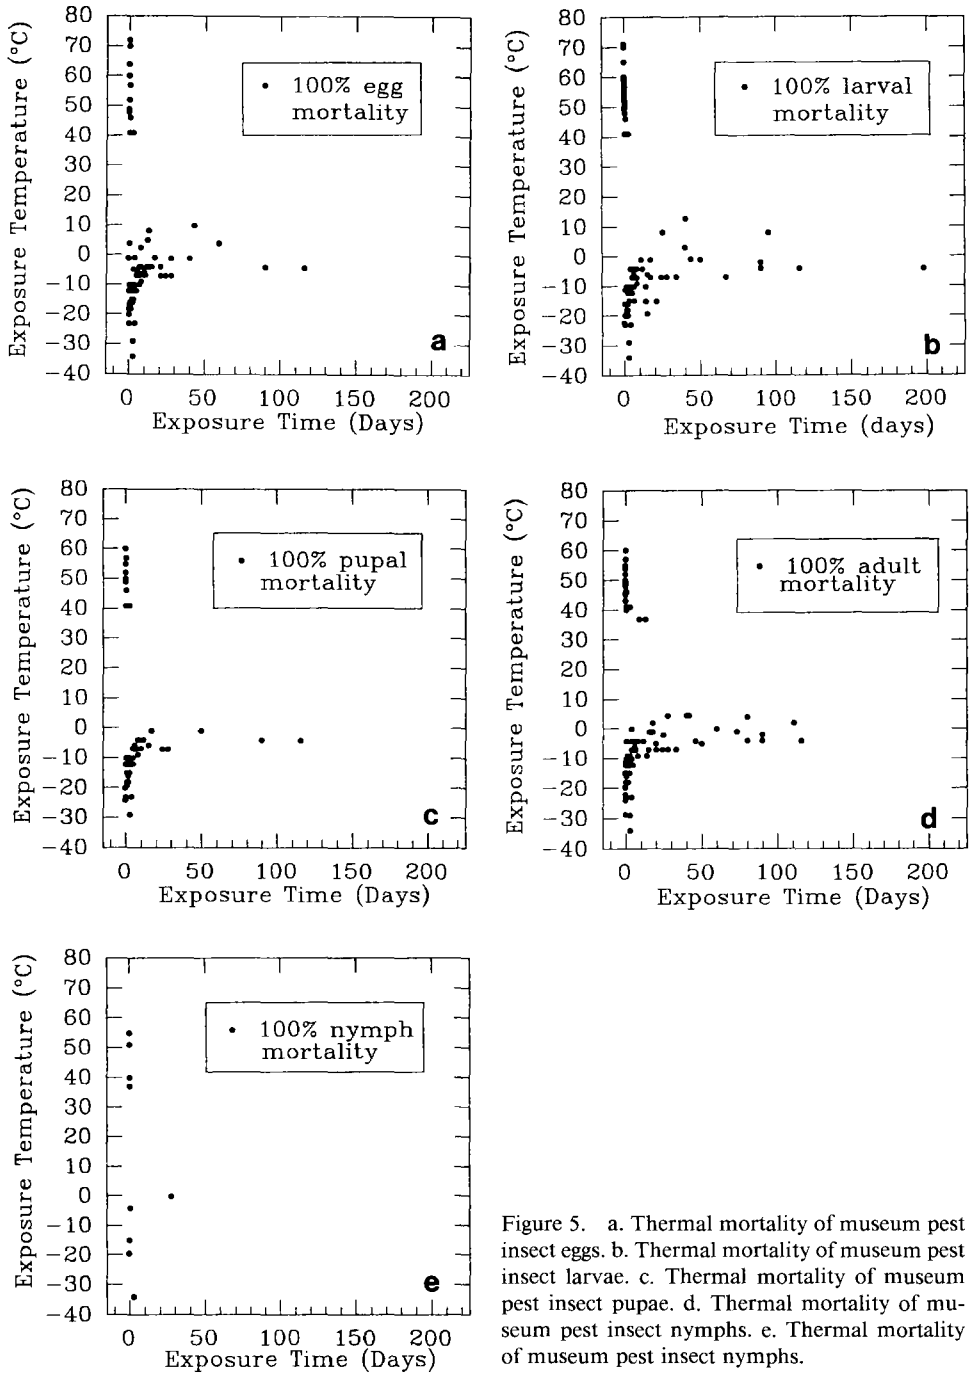 Exposure Temperature (°C)
80
70
60
50
40
30
20
10
0
−10
−20
−30
−40
100% egg
mortality
a
0 50 100 150 200
Exposure Time (Days)
Exposure Temperature (°C)
80
70
60
50
40
30
20
10
0
−10
−20
−30
−40
100% larval
mortality
b
0 50 100 150 200
Exposure Time (days)
Exposure Temperature (°C)
80
70
60
50
40
30
20
10
0
−10
−20
−30
−40
100% pupal
mortality
c
0 50 100 150 200
Exposure Time (Days)
Exposure Temperature (°C)
80
70
60
50
40
30
20
10
0
−10
−20
−30
−40
100% adult
mortality
d
0 50 100 150 200
Exposure Time (Days)
Exposure Temperature (°C)
80
70
60
50
40
30
20
10
0
−10
−20
−30
−40
100% nymph
mortality
e
0 50 100 150 200
Exposure Time (Days)
Figure 5. a. Thermal mortality of museum pest
insect eggs. b. Thermal mortality of museum pest
insect larvae. c. Thermal mortality of museum
pest insect pupae. d. Thermal mortality of mu-
seum pest insect nymphs. e. Thermal mortality
of museum pest insect nymphs.